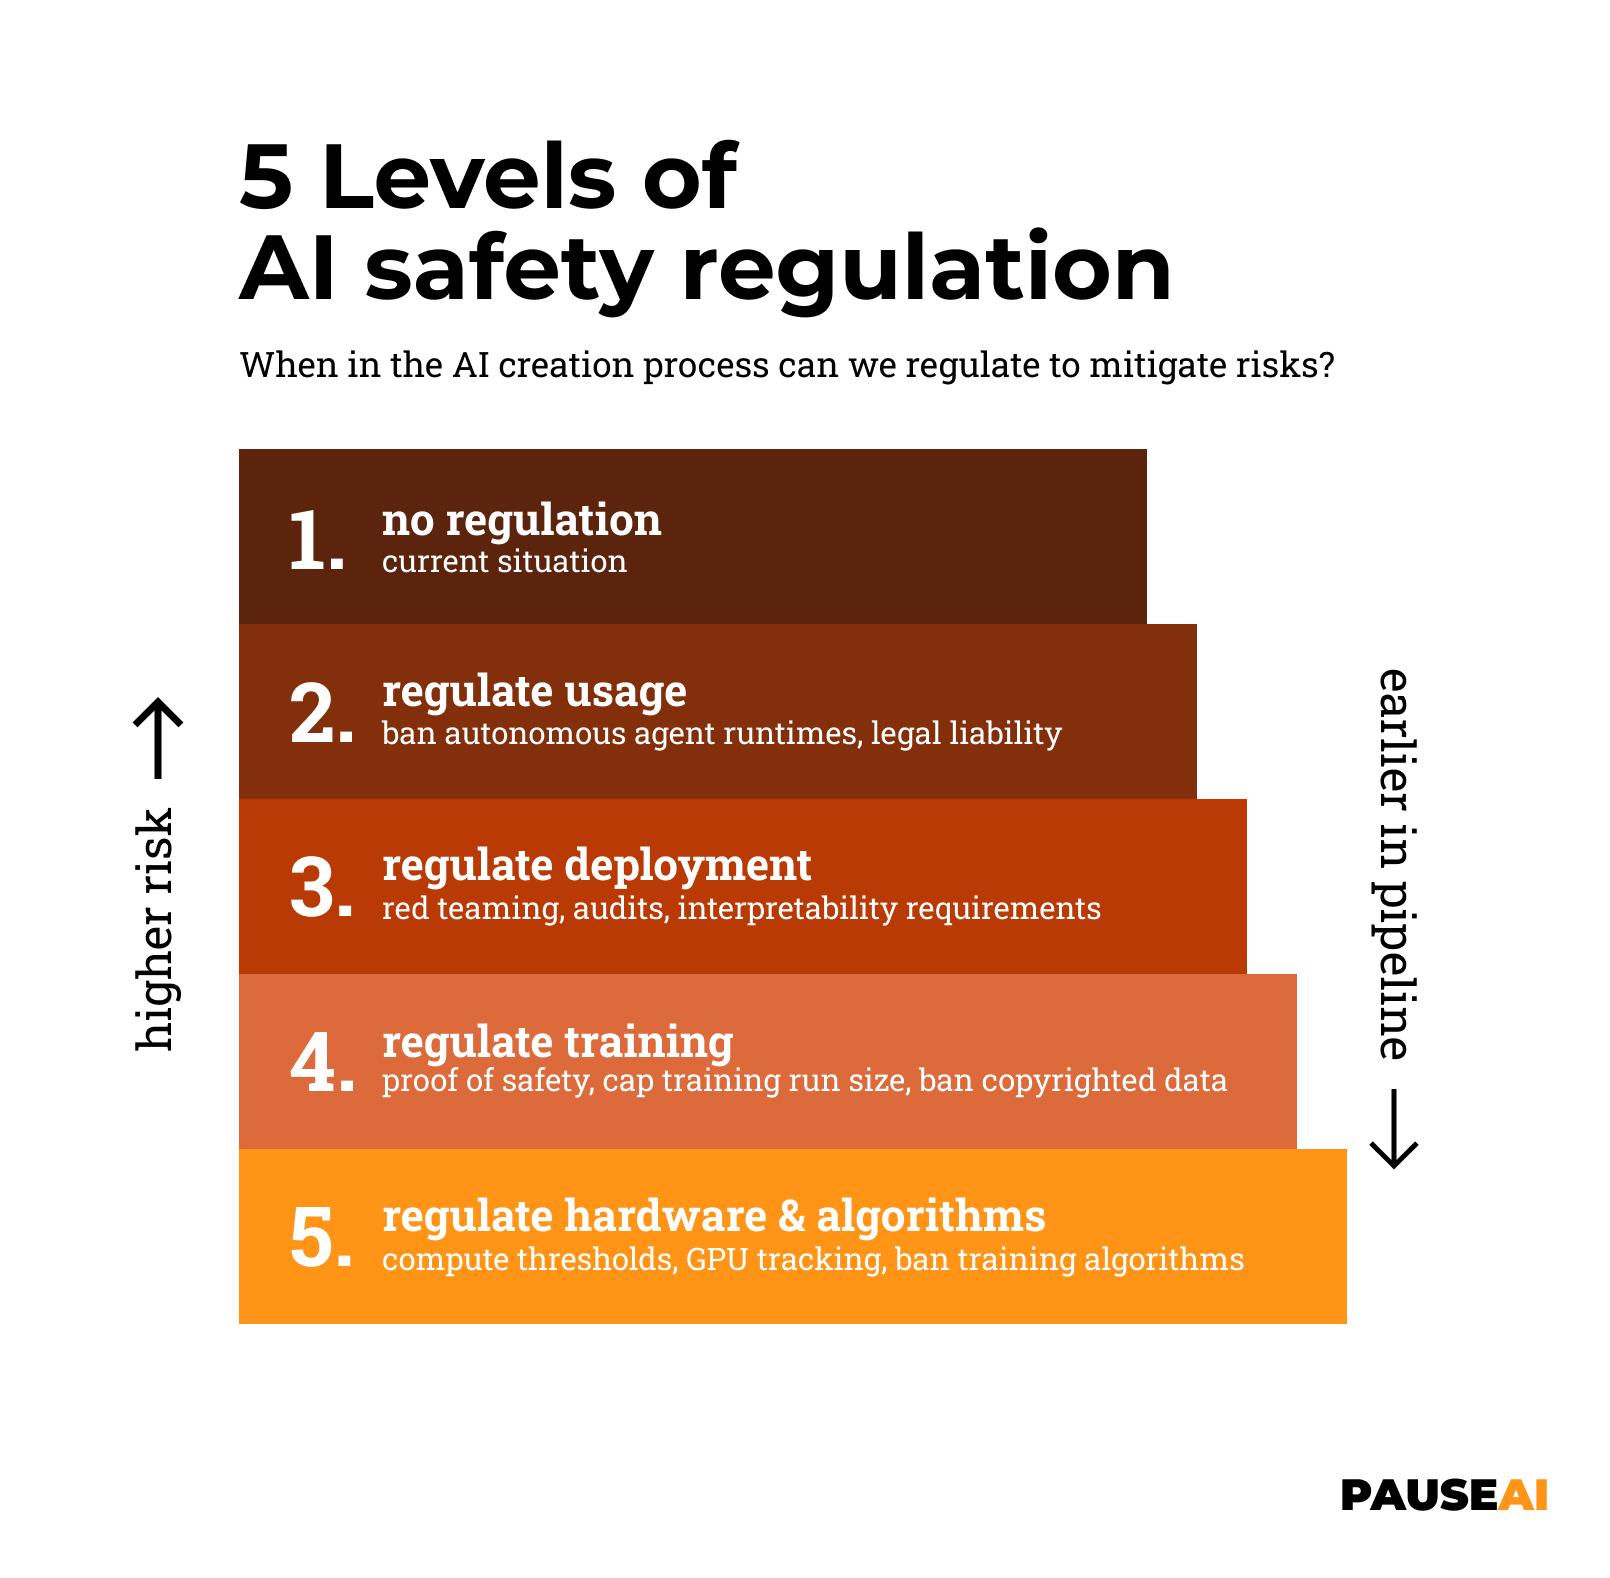 5 Levels of
AI safety regulation
When in the AI creation process can we regulate to mitigate risks?
1. no regulation
current situation
2. regulate usage
ban autonomous agent runtimes, legal liability
3. regulate deployment
red teaming, audits, interpretability requirements
4. regulate training
proof of safety, cap training run size, ban copyrighted data
5. regulate hardware & algorithms
compute thresholds, GPU tracking, ban training algorithms
higher risk
earlier in pipeline
PAUSEAI